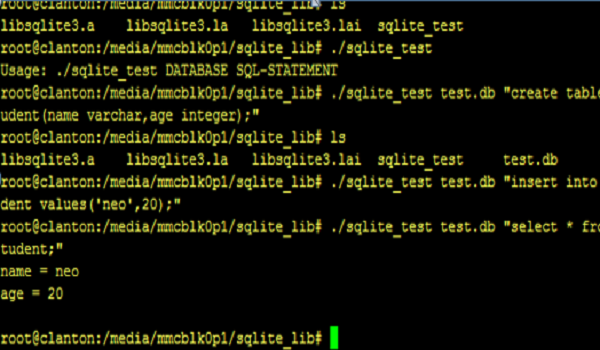 root@clanton:/media/mmcblk0p1/sqlite_lib# ls
libsqlite3.a libsqlite3.la libsqlite3.lai sqlite_test
root@clanton:/media/mmcblk0p1/sqlite_lib# ./sqlite_test
Usage: ./sqlite_test DATABASE SQL-STATEMENT
root@clanton:/media/mmcblk0p1/sqlite_lib# ./sqlite_test test.db "create table
udent(name varchar,age integer);"
root@clanton:/media/mmcblk0p1/sqlite_lib# ls
libsqlite3.a libsqlite3.la libsqlite3.lai sqlite_test test.db
root@clanton:/media/mmcblk0p1/sqlite_lib# ./sqlite_test test.db "insert into
dent values('neo',20);"
root@clanton:/media/mmcblk0p1/sqlite_lib# ./sqlite_test test.db "select * fro
tudent;"
name = neo
age = 20
root@clanton:/media/mmcblk0p1/sqlite_lib#